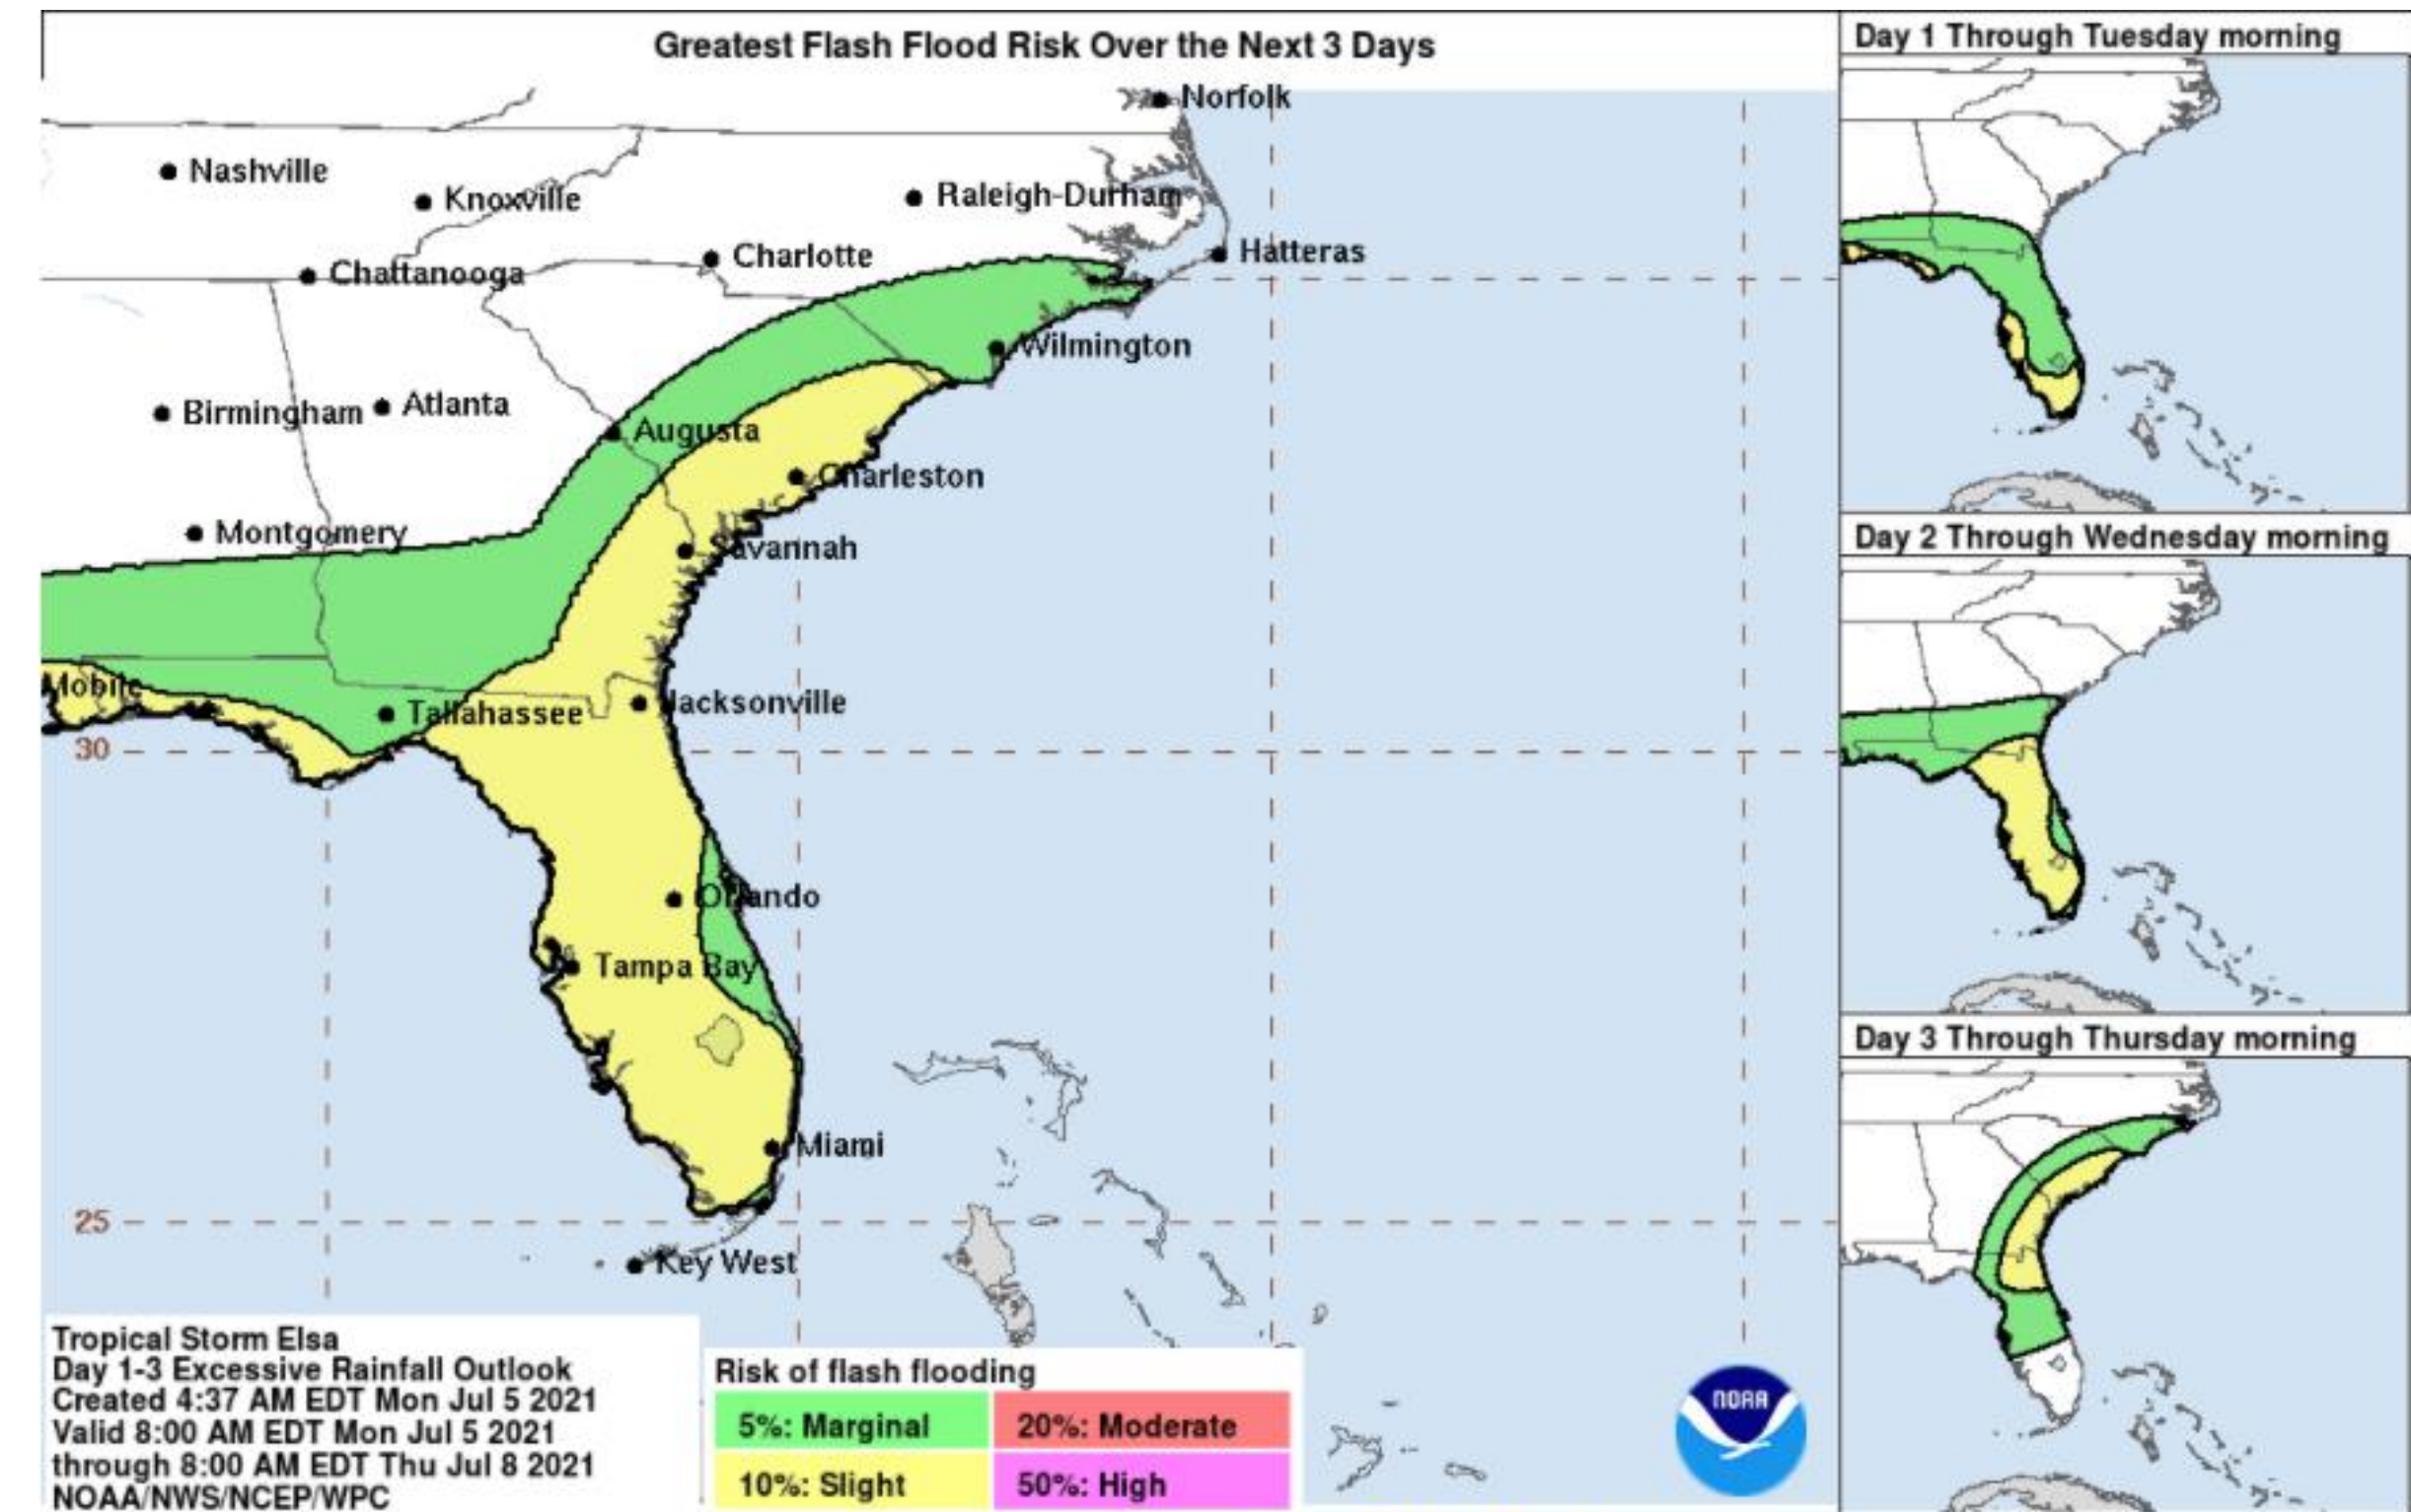 Greatest Flash Flood Risk Over the Next 3 Days
Norfolk
Nashville
Knoxville
Raleigh-Durham
Charlotte
Hatteras
Chattanooga
Wilmington
Birmingham
Atlanta
Augusta
Charleston
Montgomery
Savannah
Mobile
Tallahassee
Jacksonville
30
Orlando
Tampa Bay
Miami
25
Key West
Tropical Storm Elsa
Day 1-3 Excessive Rainfall Outlook
Created 4:37 AM EDT Mon Jul 5 2021
Valid 8:00 AM EDT Mon Jul 5 2021
through 8:00 AM EDT Thu Jul 8 2021
NOAA/NWS/NCEP/WPC
Risk of flash flooding
5%: Marginal
20%: Moderate
10%: Slight
50%: High
NOAA
Day 1 Through Tuesday morning
Day 2 Through Wednesday morning
Day 3 Through Thursday morning